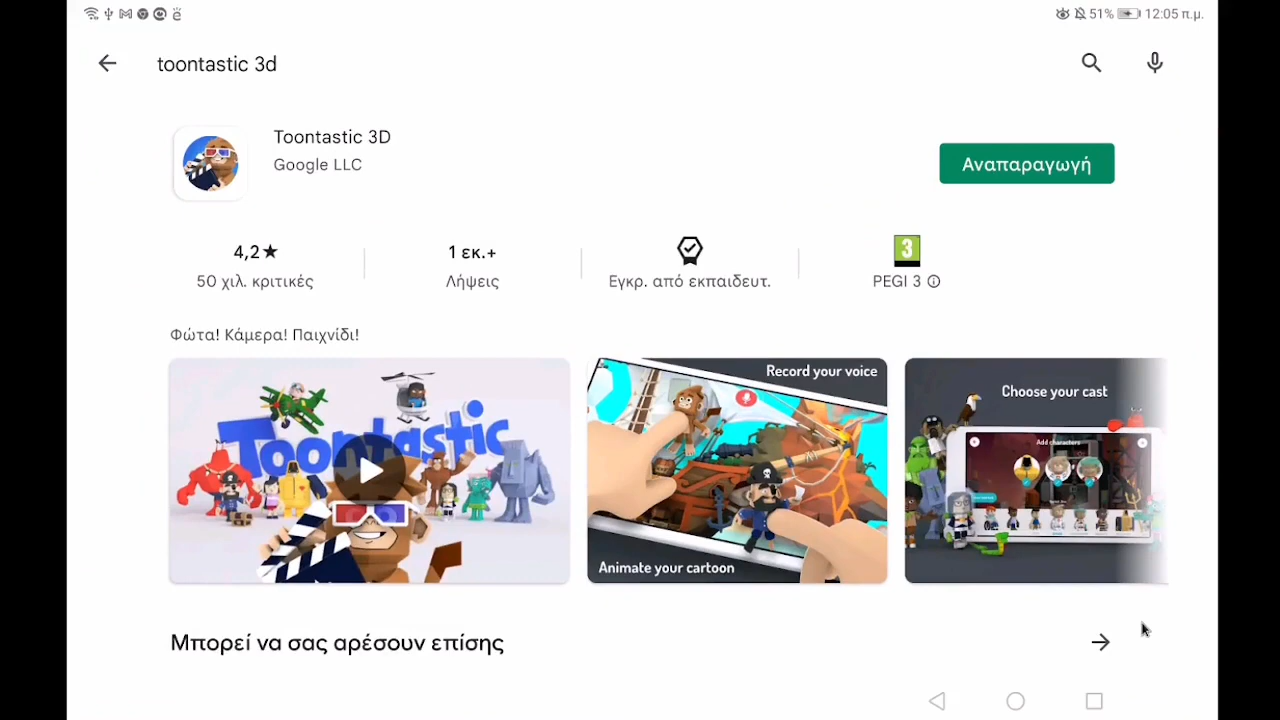 51% 12:05 π.μ.
toontastic 3d
Toontastic 3D
Google LLC
Αναπαραγωγή
4,2★
50 χιλ. κριτικές
1 εκ.+
Λήψεις
Εγκρ. από εκπαιδευτ.
3
PEGI 3
Φώτα! Κάμερα! Παιχνίδι!
Toontastic
Record your voice
Animate your cartoon
Choose your cast
Add characters
Μπορεί να σας αρέσουν επίσης